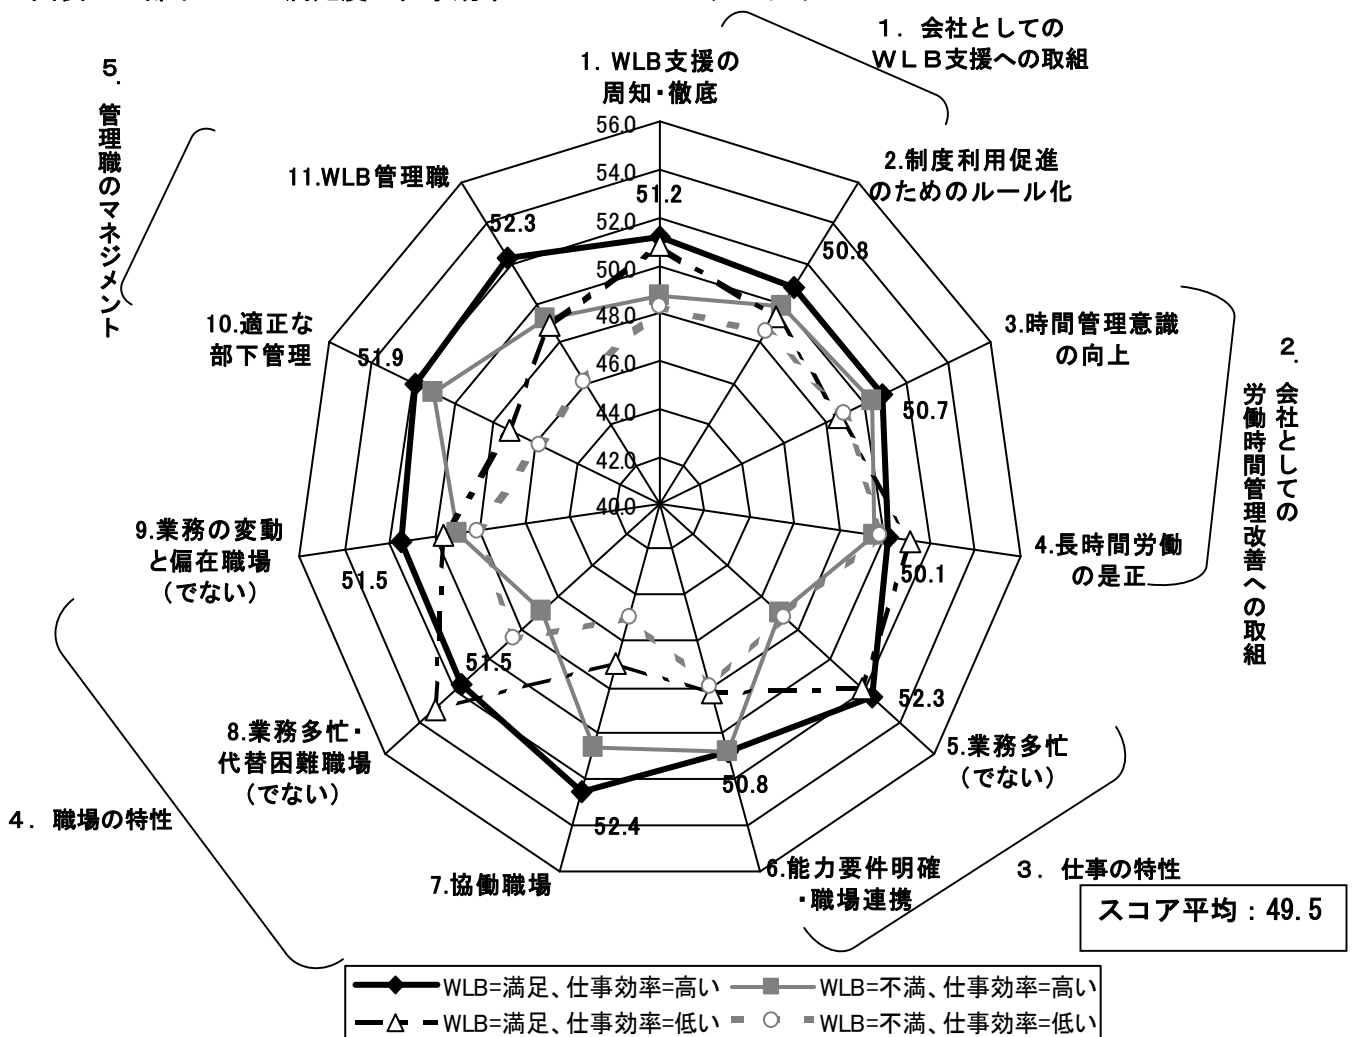 1．会社としての
ＷＬＢ支援への取組
5．管理職のマネジメント
1. WLB支援の
周知・徹底
56.0
54.0
52.0
50.0
48.0
46.0
44.0
42.0
40.0
2.制度利用促進
のためのルール化
11.WLB管理職
51.2
52.3
50.8
10.適正な
部下管理
51.9
3.時間管理意識
の向上
50.7
2．会社としての
労働時間管理改善への取組
9.業務の変動
と偏在職場
（でない）
51.5
4.長時間労働
の是正
50.1
51.5
52.3
8.業務多忙・
代替困難職場
（でない）
5.業務多忙
（でない）
50.8
52.4
4．職場の特性
7.協働職場
6.能力要件明確
・職場連携
3．仕事の特性
スコア平均：49.5
WLB=満足、仕事効率=高い
WLB=不満、仕事効率=高い
WLB=満足、仕事効率=低い
WLB=不満、仕事効率=低い